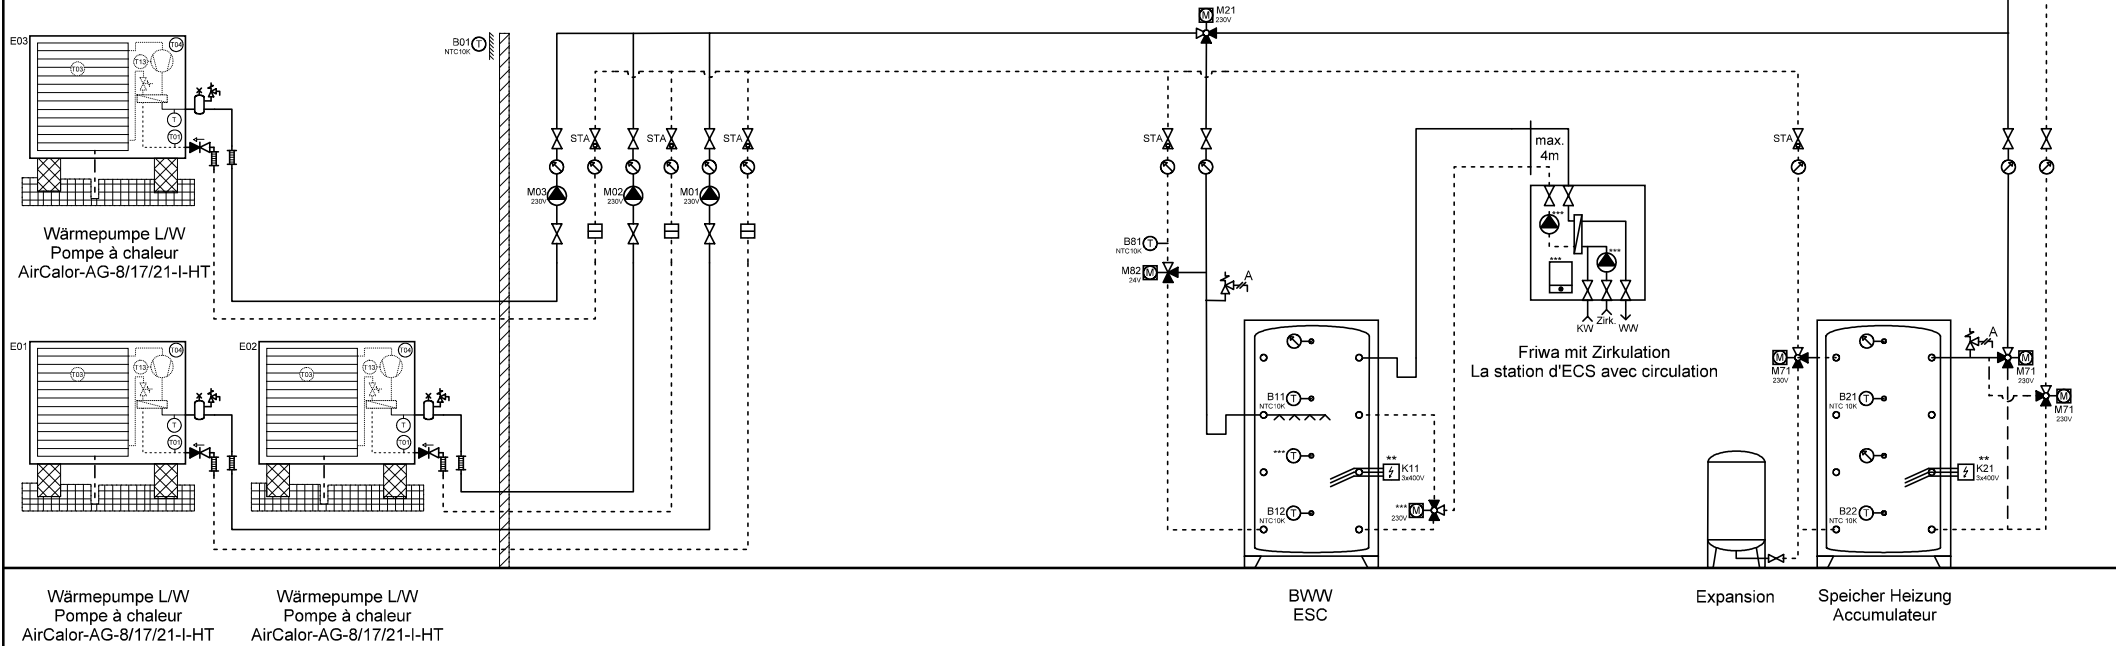 M21
230V
E03
T04
T13
T03
T
T01
B01
T
NTC10K
STA
STA
STA
STA
STA
max.
4m
M03
230V
M02
230V
M01
230V
***
***
***
KW
Zirk.
WW
Wärmepumpe L/W
Pompe à chaleur
AirCalor-AG-8/17/21-I-HT
B81
T
NTC10K
M82
M
24V
A
Friwa mit Zirkulation
La station d'ECS avec circulation
E01
T04
T13
T03
T
T01
E02
T04
T13
T03
T
T01
B11
T
NTC10K
***
T
**
K11
3x400V
B12
T
NTC10K
***
M
230V
M
M71
230V
A
M
M71
230V
M
M71
230V
B21
T
NTC 10K
**
K21
3x400V
B22
T
NTC 10K
Wärmepumpe L/W
Pompe à chaleur
AirCalor-AG-8/17/21-I-HT
Wärmepumpe L/W
Pompe à chaleur
AirCalor-AG-8/17/21-I-HT
BWW
ESC
Expansion
Speicher Heizung
Accumulateur